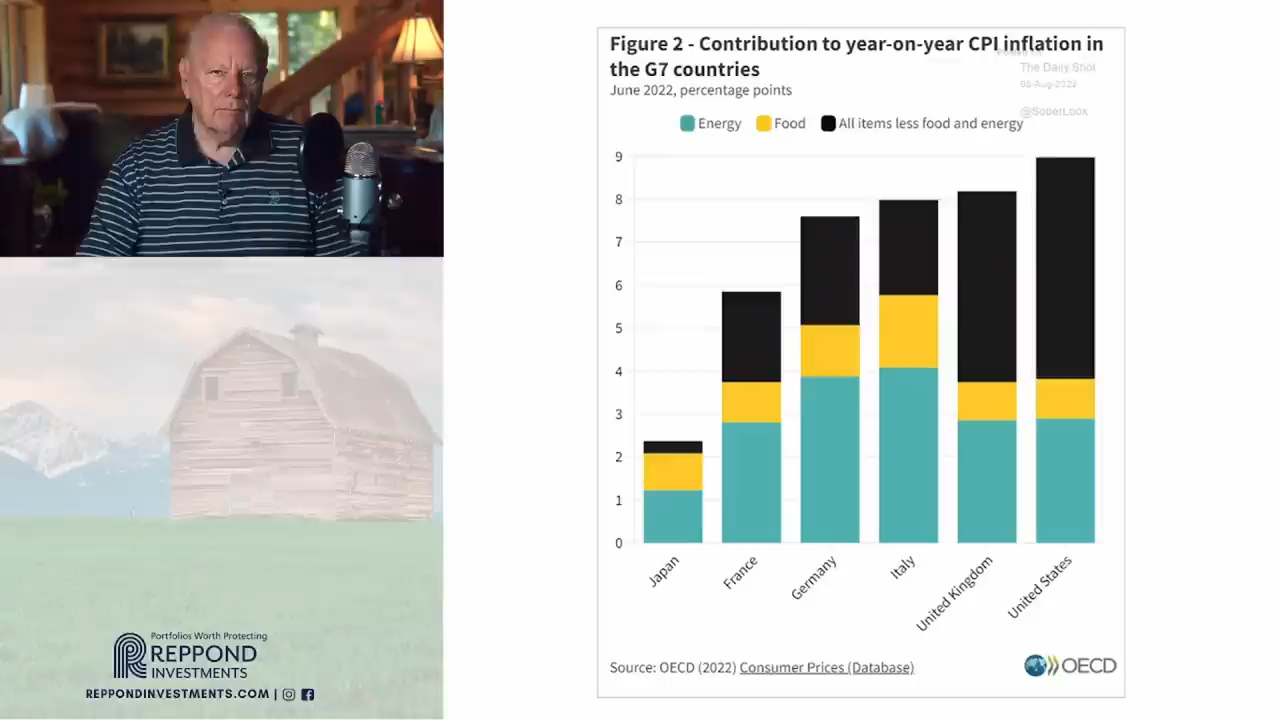 Figure 2 - Contribution to year-on-year CPI inflation in
the G7 countries
June 2022, percentage points
The Daily Shot
@SoberLook
Energy
Food
All items less food and energy
9
8
7
6
5
4
3
2
1
0
Japan
France
Germany
Italy
United Kingdom
United States
Source: OECD (2022) Consumer Prices (Database)
OECD
Portfolios Worth Protecting
REPPOND
INVESTMENTS
REPPONDINVESTMENTS.COM |